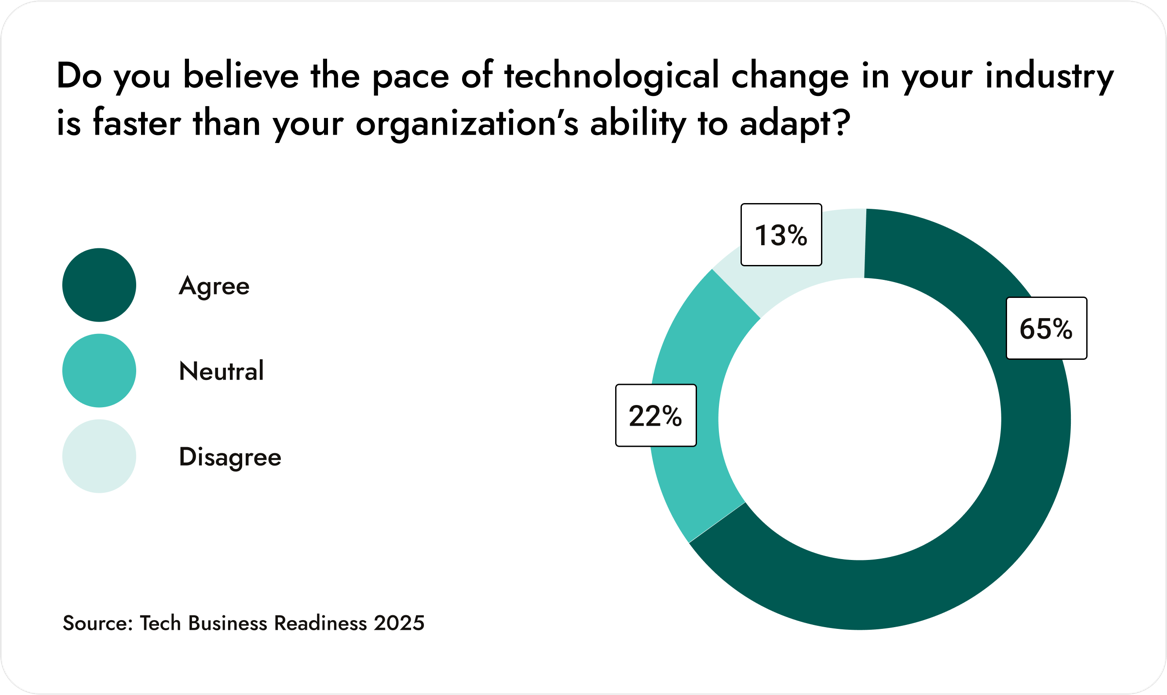 Do you believe the pace of technological change in your industry
is faster than your organization’s ability to adapt?
Agree
Neutral
Disagree
13%
65%
22%
Source: Tech Business Readiness 2025